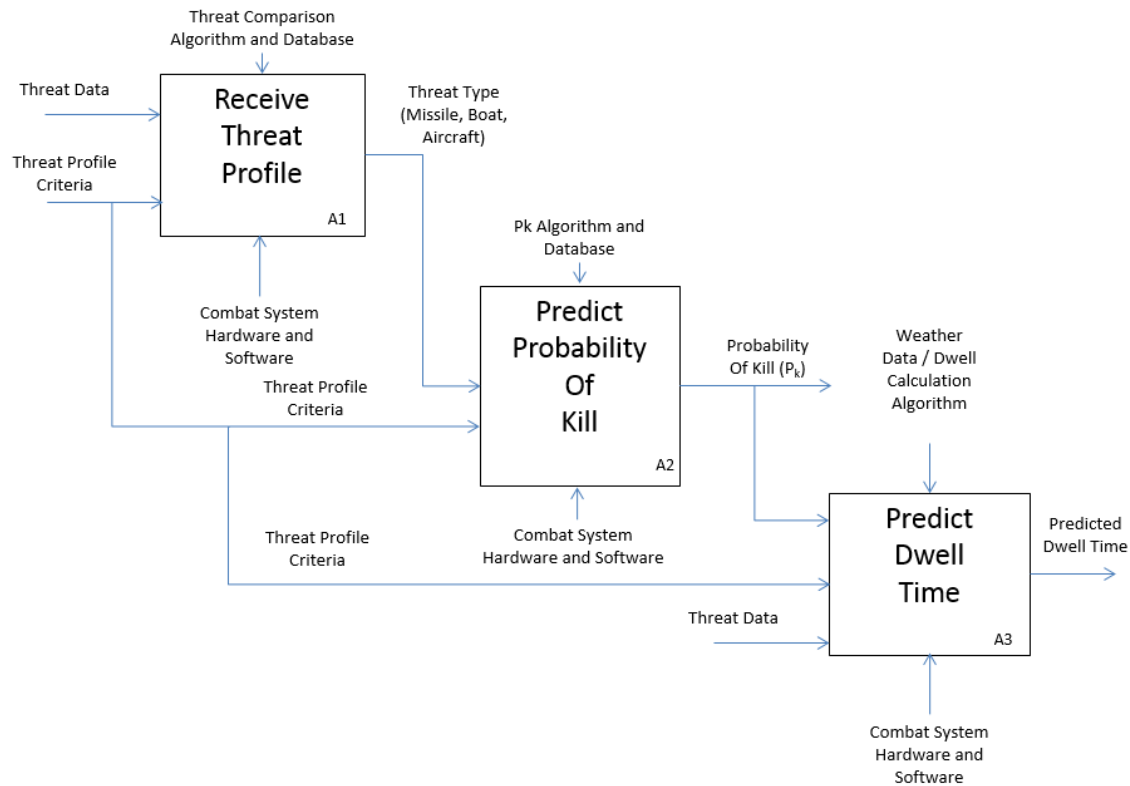 Threat Comparison
Algorithm and Database
Threat Data
Receive
Threat
Profile
A1
Threat Type
(Missile, Boat,
Aircraft)
Threat Profile
Criteria
Combat System
Hardware and
Software
Pk Algorithm and
Database
Predict
Probability
Of
Kill
A2
Threat Profile
Criteria
Probability
Of Kill (Pk)
Weather
Data / Dwell
Calculation
Algorithm
Combat System
Hardware and Software
Threat Profile
Criteria
Predict
Dwell
Time
A3
Predicted
Dwell Time
Threat Data
Combat System
Hardware and
Software